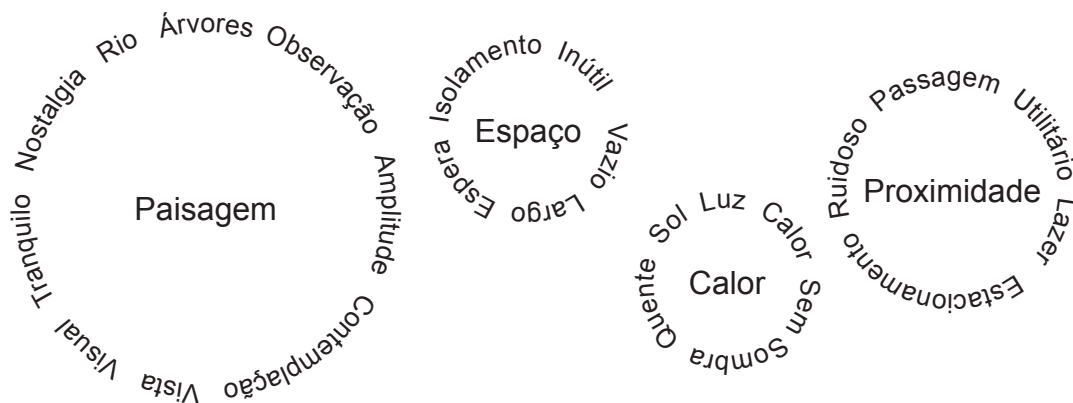 Paisagem
Nostalgia Rio Árvores Observação Amplitude Contemplação Vista Visual Tranquilo
Espaço
Espera Isolamento Inútil Vazio Largo
Calor
Quente Sol Luz Calor Sem Sombra
Proximidade
Ruidoso Passagem Utilitário Lazer Estacionamento